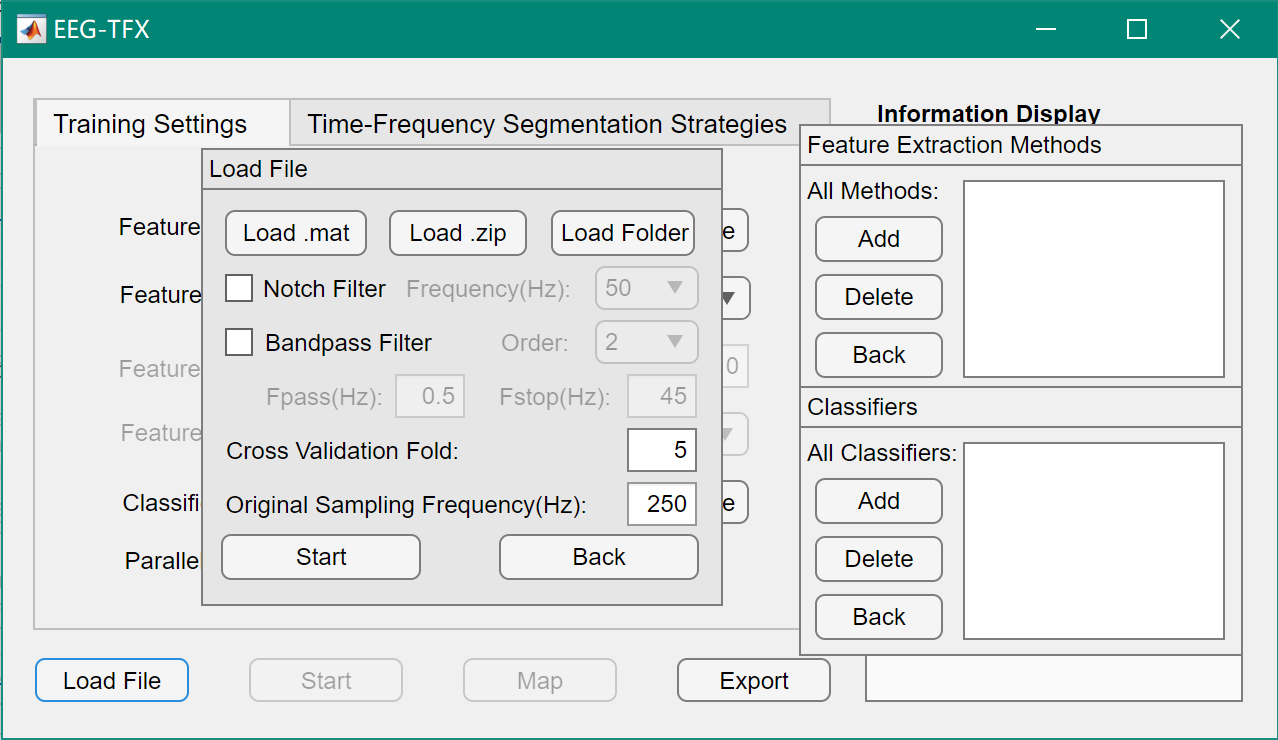 EEG-TFX
Training Settings
Time-Frequency Segmentation Strategies
Information Display
Load File
Load .mat
Load .zip
Load Folder
Notch Filter
Frequency(Hz):
50
Bandpass Filter
Order:
2
Fpass(Hz):
0.5
Fstop(Hz):
45
Cross Validation Fold:
5
Original Sampling Frequency(Hz):
250
Start
Back
Feature
e
Feature
Feature
0
Feature
e
Feature Extraction Methods
All Methods:
Add
Delete
Back
Classifiers
All Classifiers:
Add
Delete
Back
Load File
Start
Map
Export